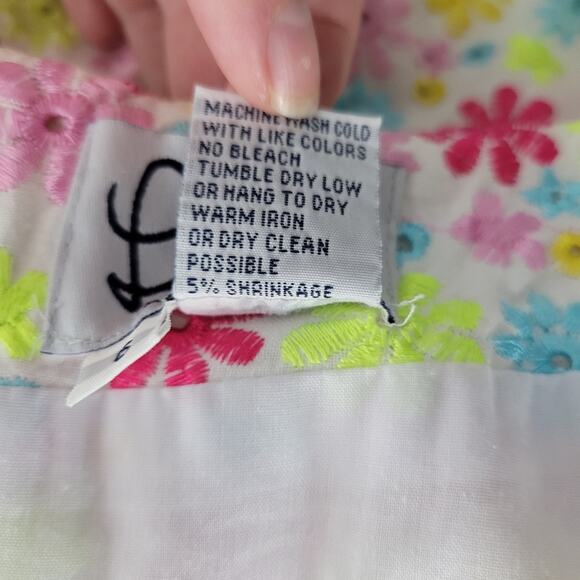 MACHINE WASH COLD
WITH LIKE COLORS
NO BLEACH
TUMBLE DRY LOW
OR HANG TO DRY
WARM IRON
OR DRY CLEAN
POSSIBLE
5% SHRINKAGE
6